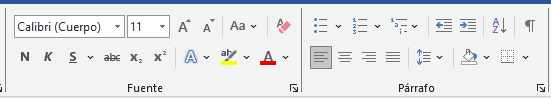 Calibri (Cuerpo) 11 A A Aa A A Z
N K S abc x₂ x² A ab A
Fuente Párrafo